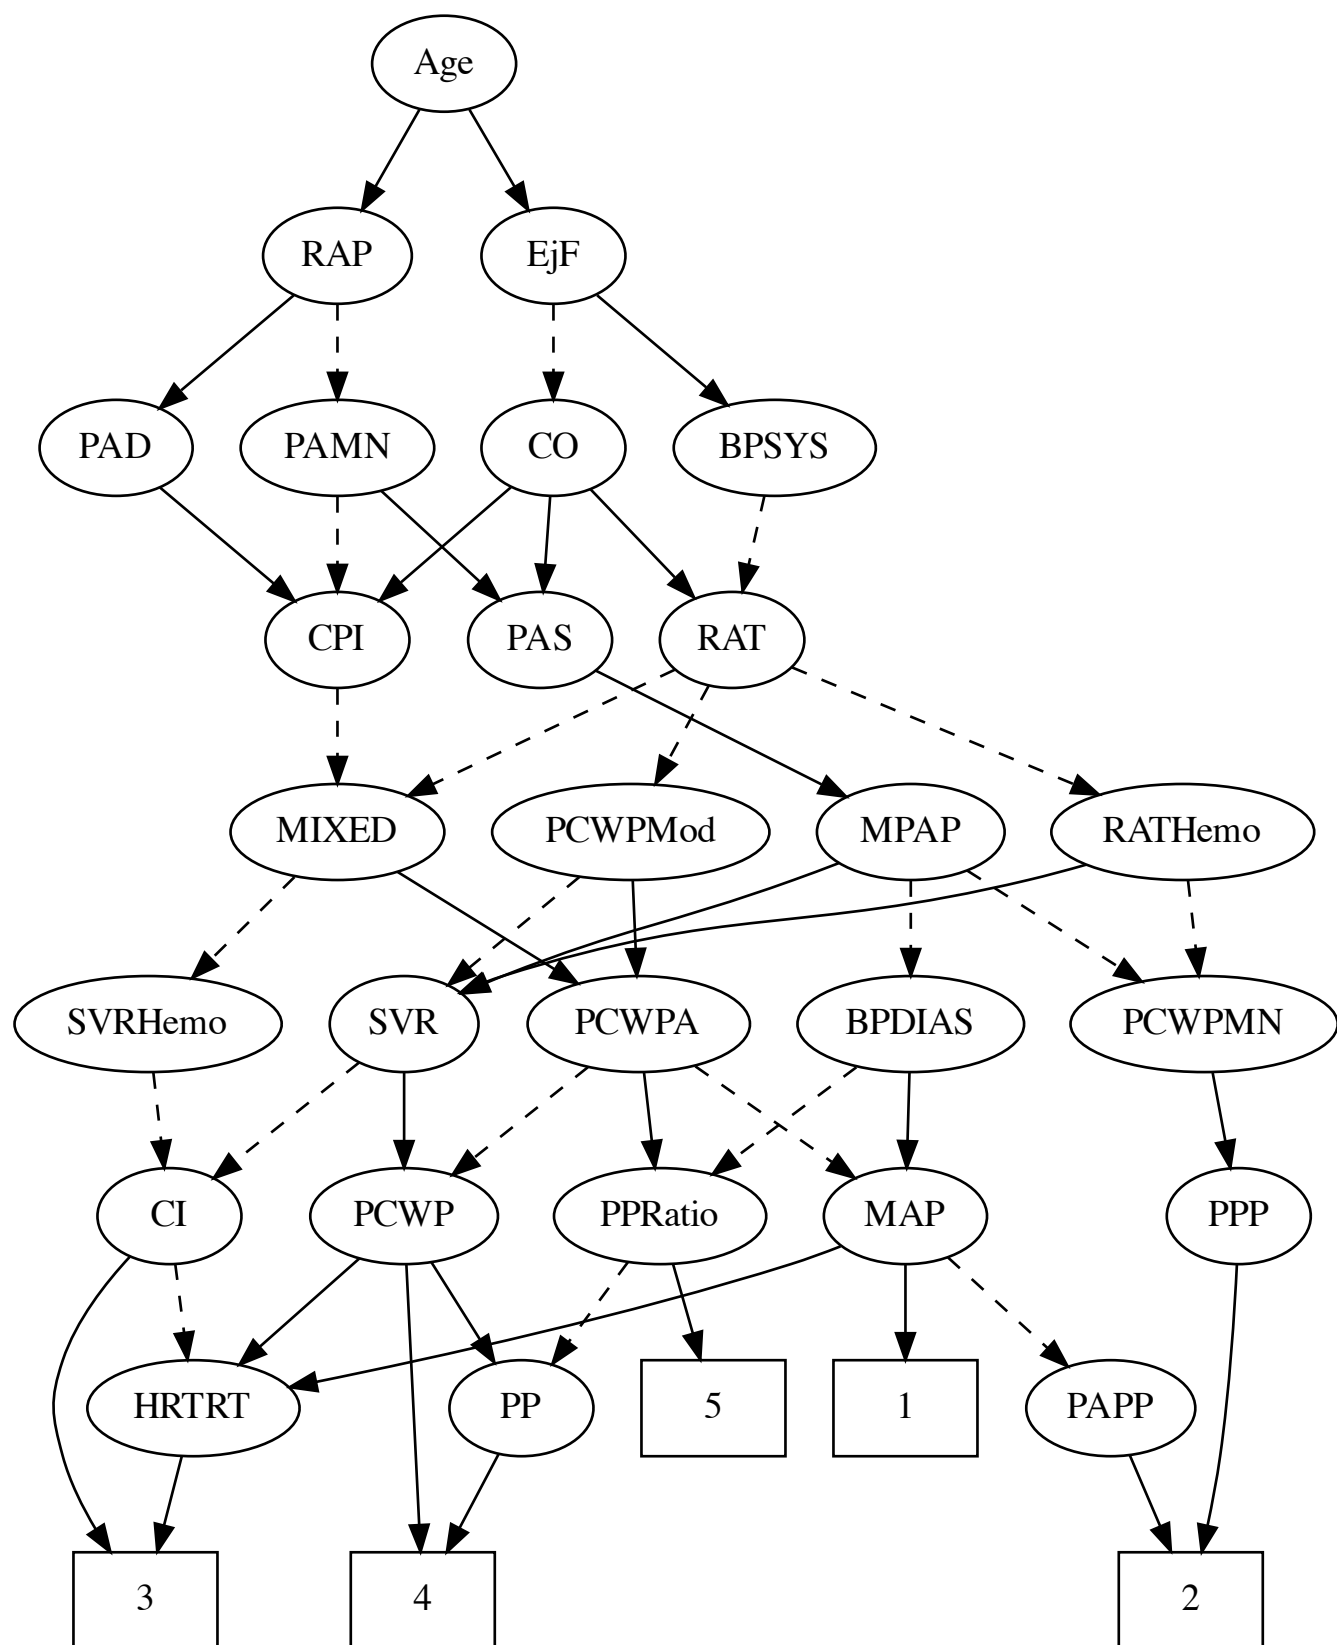 Age
RAP
EjF
PAD
PAMN
CO
BPSYS
CPI
PAS
RAT
MIXED
PCWPMod
MPAP
RATHemo
SVRHemo
SVR
PCWPA
BPDIAS
PCWPMN
CI
PCWP
PPRatio
MAP
PPP
HRTRT
PP
5
1
PAPP
3
4
2